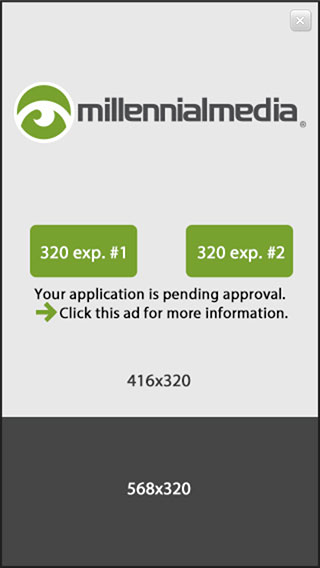 millennialmedia®
320 exp. #1
320 exp. #2
Your application is pending approval.
Click this ad for more information.
416x320
568x320